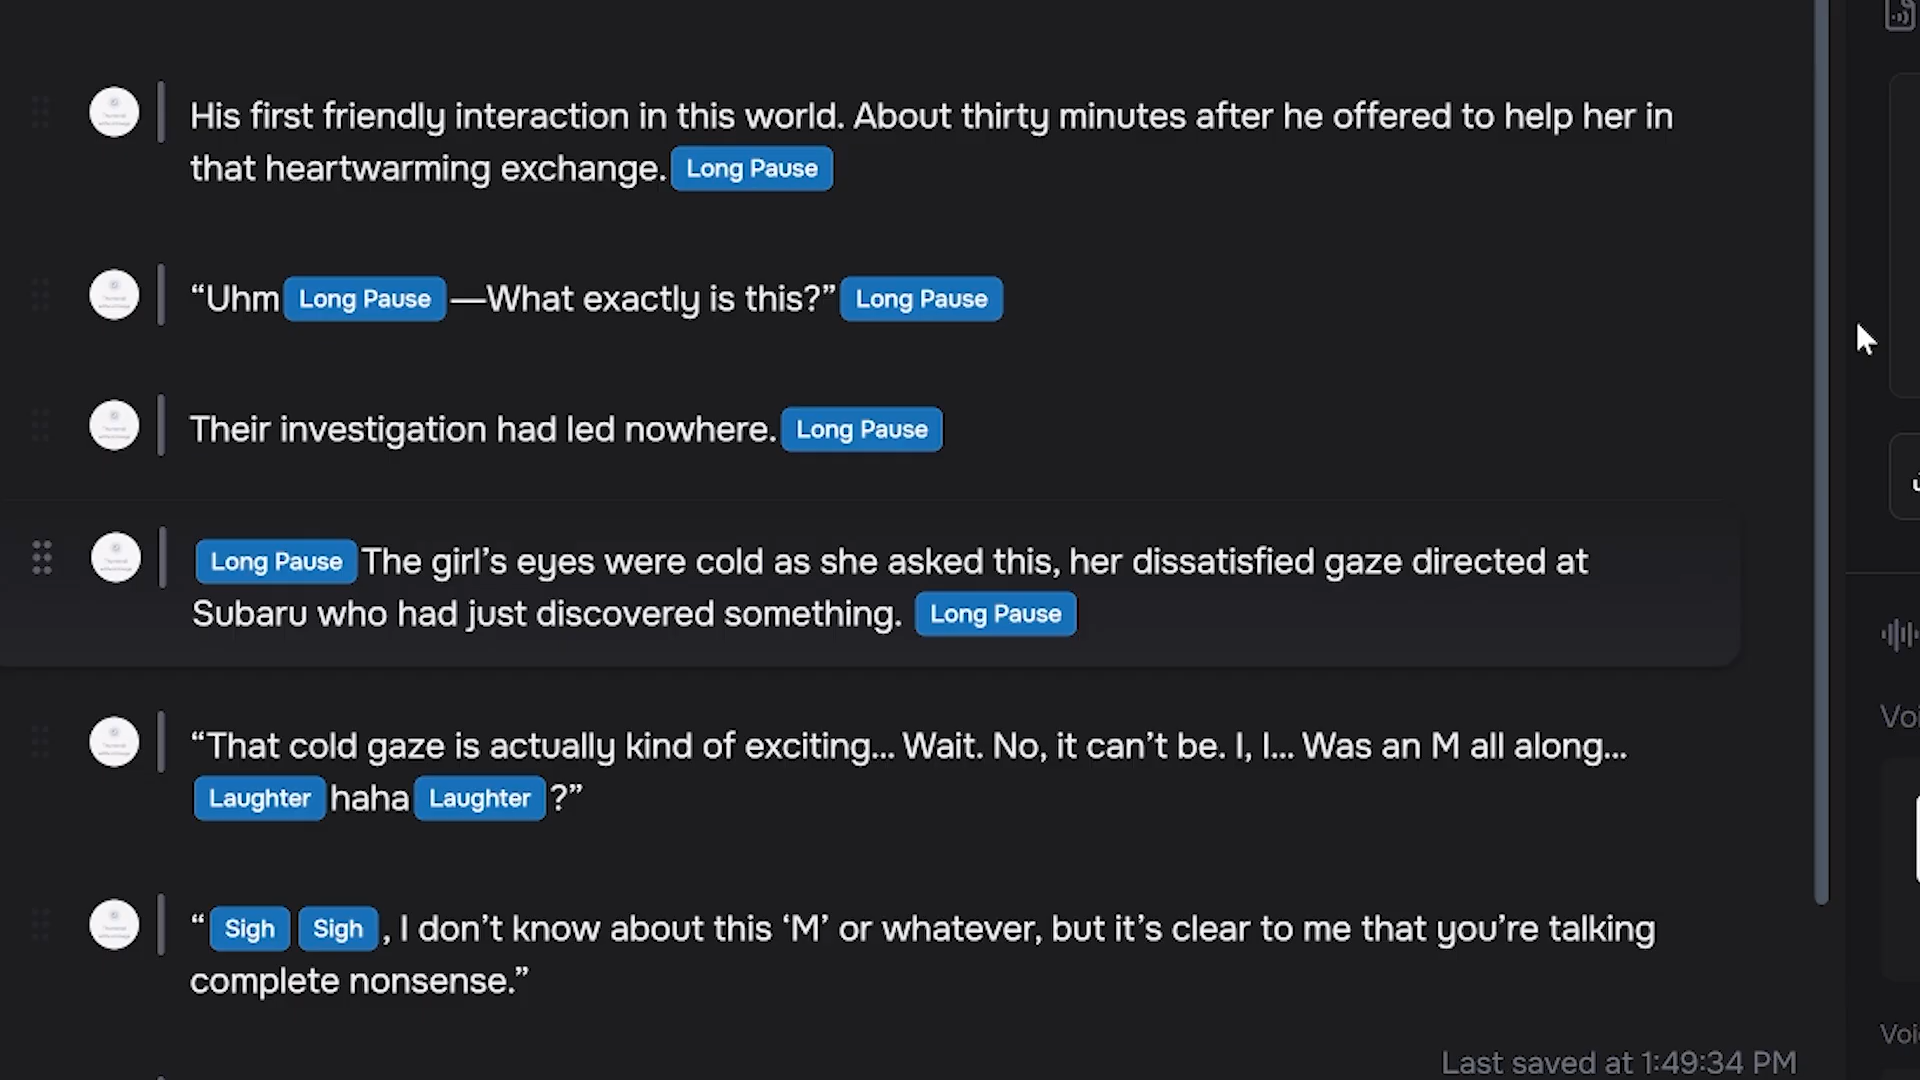 His first friendly interaction in this world. About thirty minutes after he offered to help her in
that heartwarming exchange. Long Pause
“Uhm Long Pause —What exactly is this?” Long Pause
Their investigation had led nowhere. Long Pause
Long Pause The girl’s eyes were cold as she asked this, her dissatisfied gaze directed at
Subaru who had just discovered something. Long Pause
“That cold gaze is actually kind of exciting... Wait. No, it can’t be. I, I... Was an M all along...
Laughter haha Laughter ?”
“ Sigh Sigh , I don’t know about this ‘M’ or whatever, but it’s clear to me that you’re talking
complete nonsense.”
Last saved at 1:49:34 PM